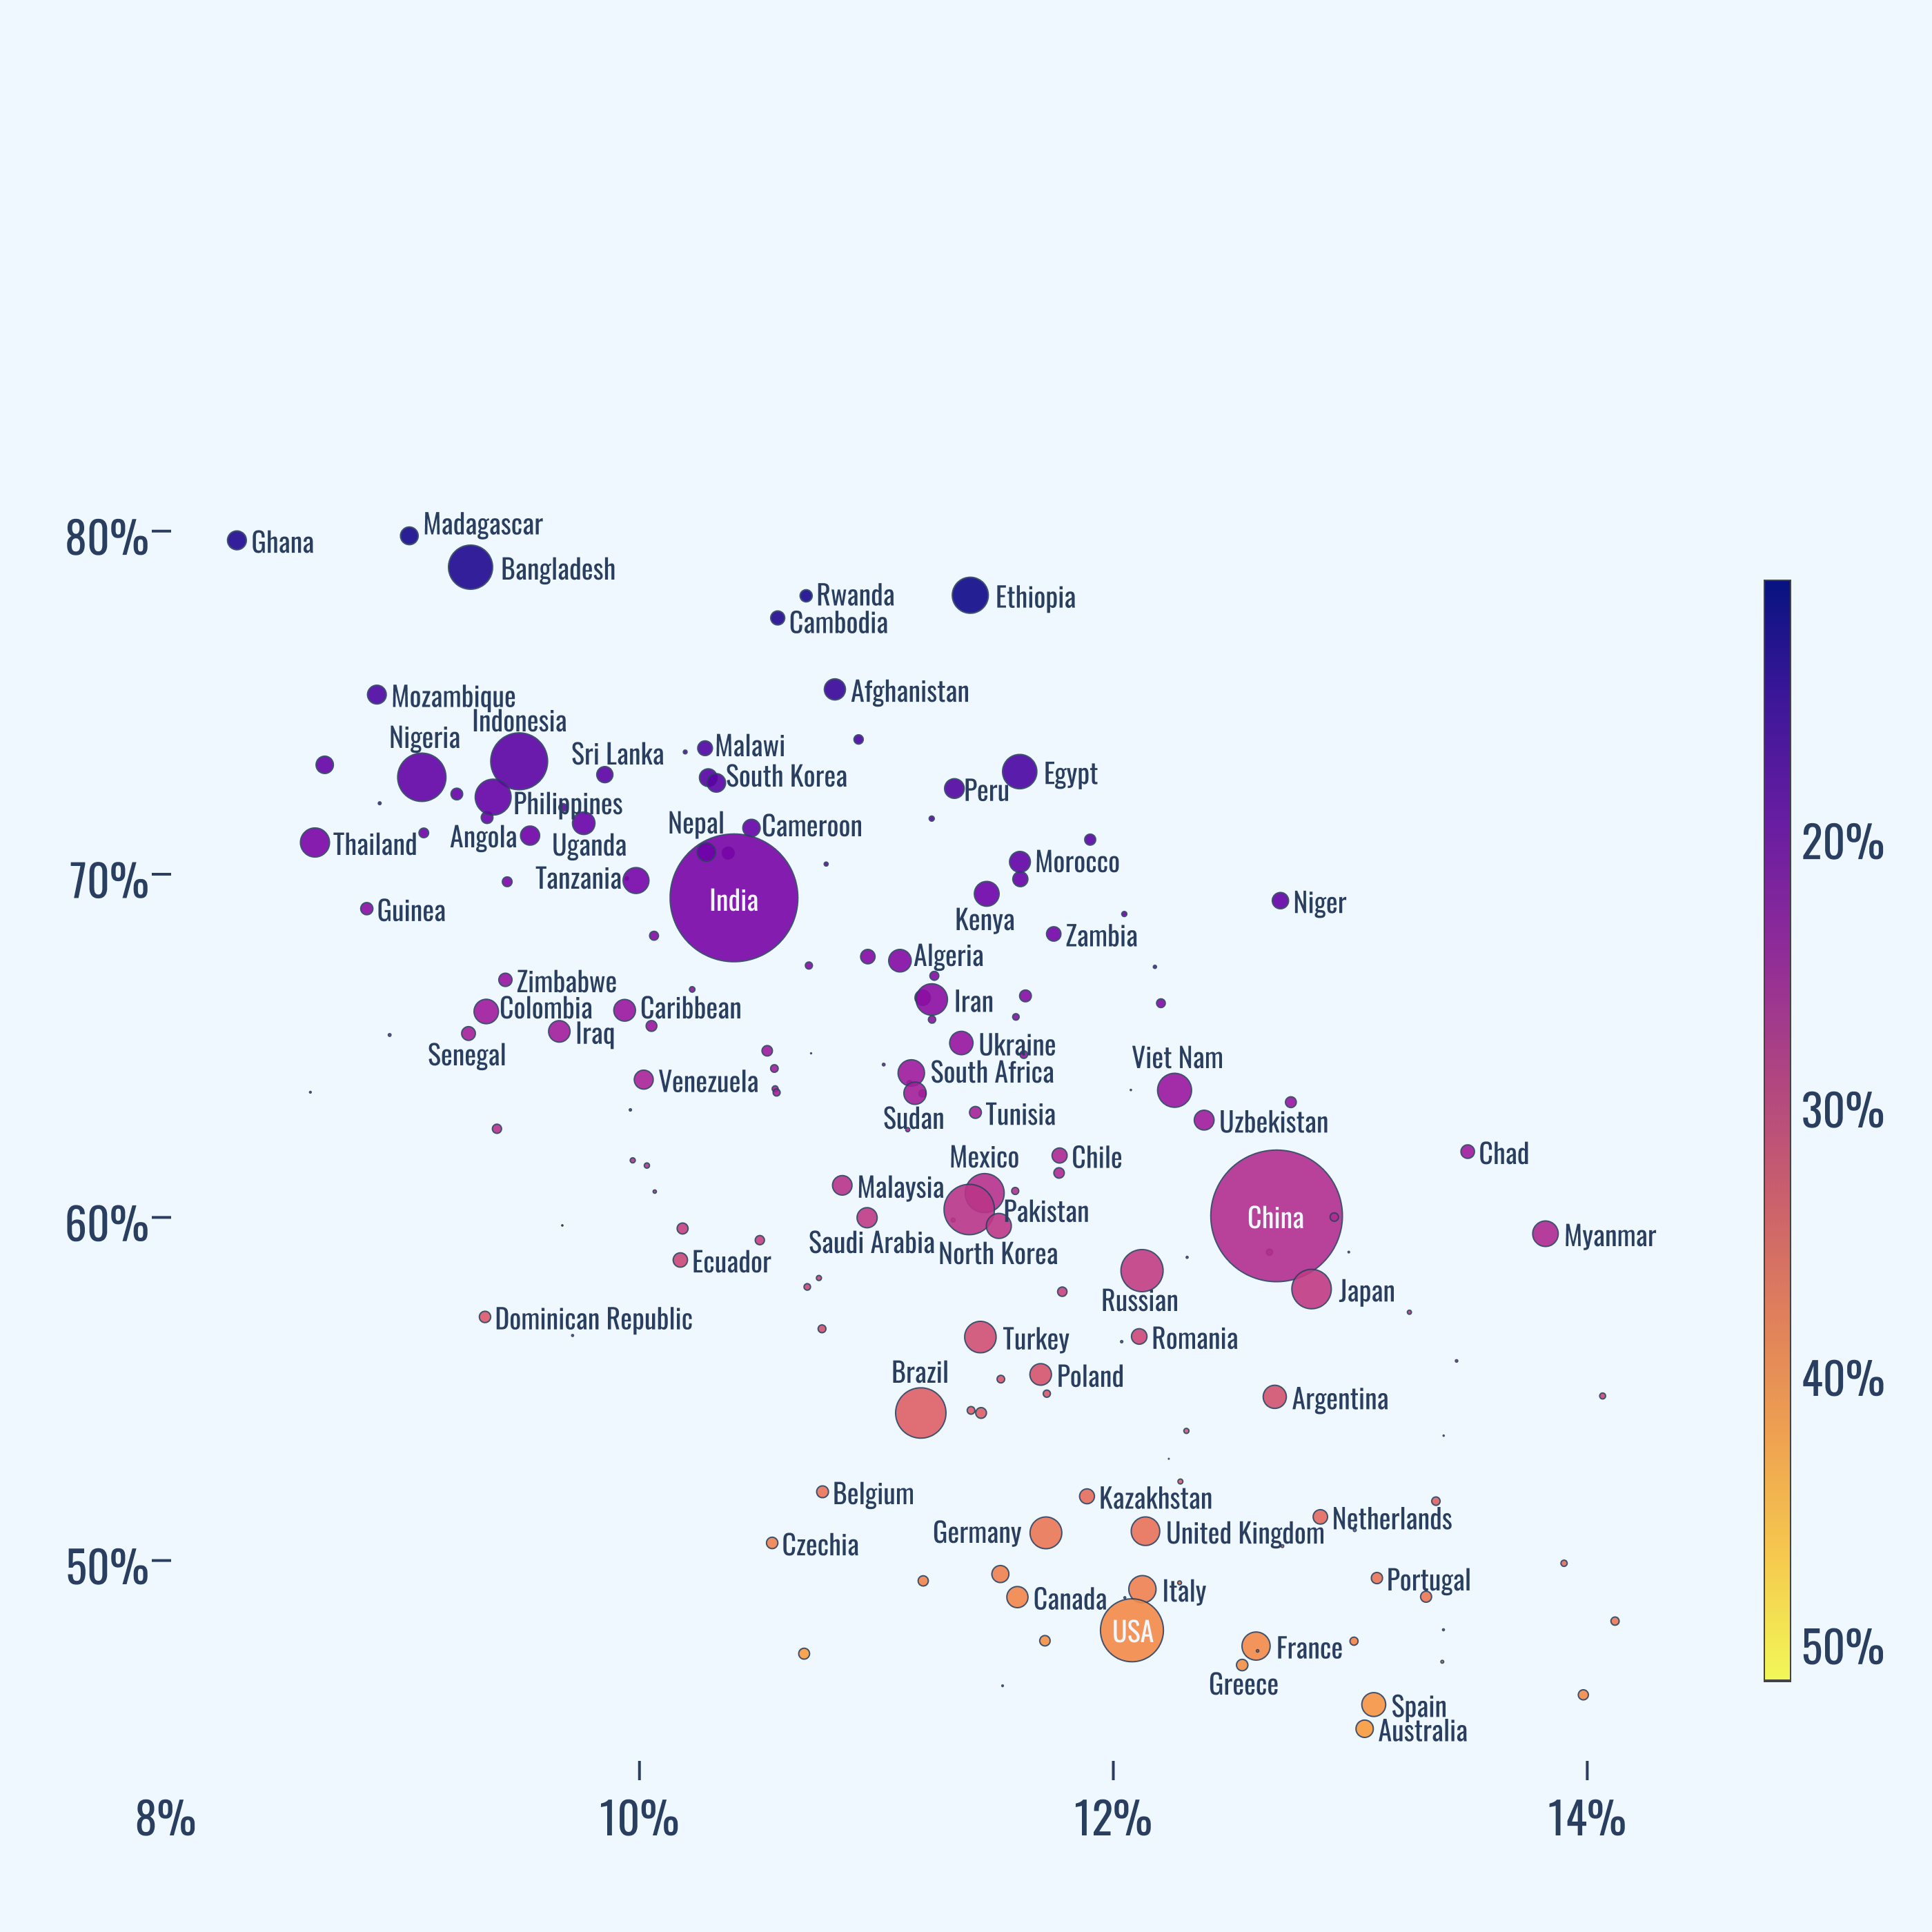 Madagascar
80%
Ghana
Bangladesh
Rwanda
Ethiopia
Cambodia
Mozambique
Afghanistan
Indonesia
Nigeria
Sri Lanka
Malawi
South Korea
Egypt
Peru
Philippines
Nepal
Cameroon
Angola
Thailand
Uganda
20%
Morocco
70%
Tanzania
India
Niger
Guinea
Kenya
Zambia
Algeria
Zimbabwe
Colombia
Caribbean
Iran
Iraq
Ukraine
Senegal
Viet Nam
South Africa
Venezuela
30%
Sudan
Tunisia
Uzbekistan
Mexico
Chile
Chad
Malaysia
Pakistan
60%
China
Myanmar
Saudi Arabia
North Korea
Ecuador
Japan
Russian
Dominican Republic
Turkey
Romania
Brazil
Poland
40%
Argentina
Belgium
Kazakhstan
Netherlands
Germany
United Kingdom
Czechia
50%
Portugal
Italy
Canada
USA
France
50%
Greece
Spain
Australia
8%
10%
12%
14%